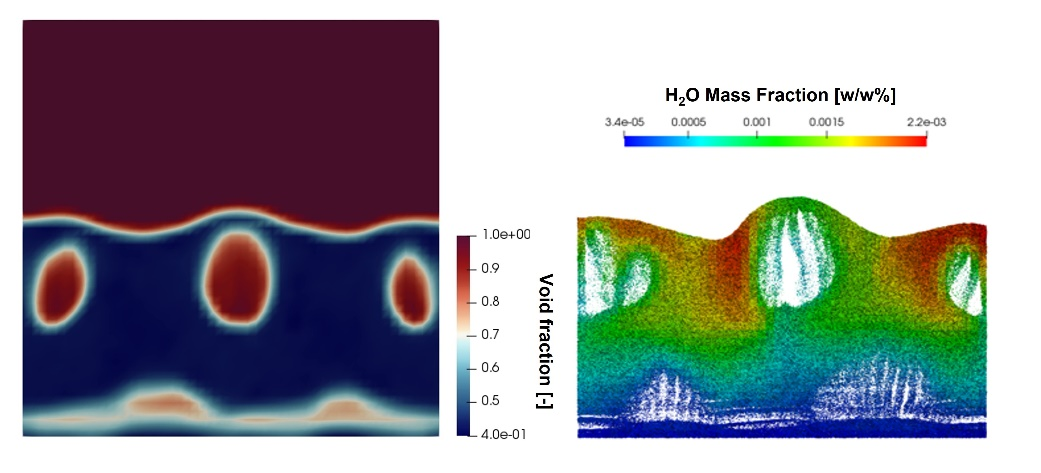 1.0e+00
0.9
0.8
0.7
0.6
0.5
4.0e-01
Void fraction [-]
H₂O Mass Fraction [w/w%]
3.4e-05 0.0005 0.001 0.0015 2.2e-03